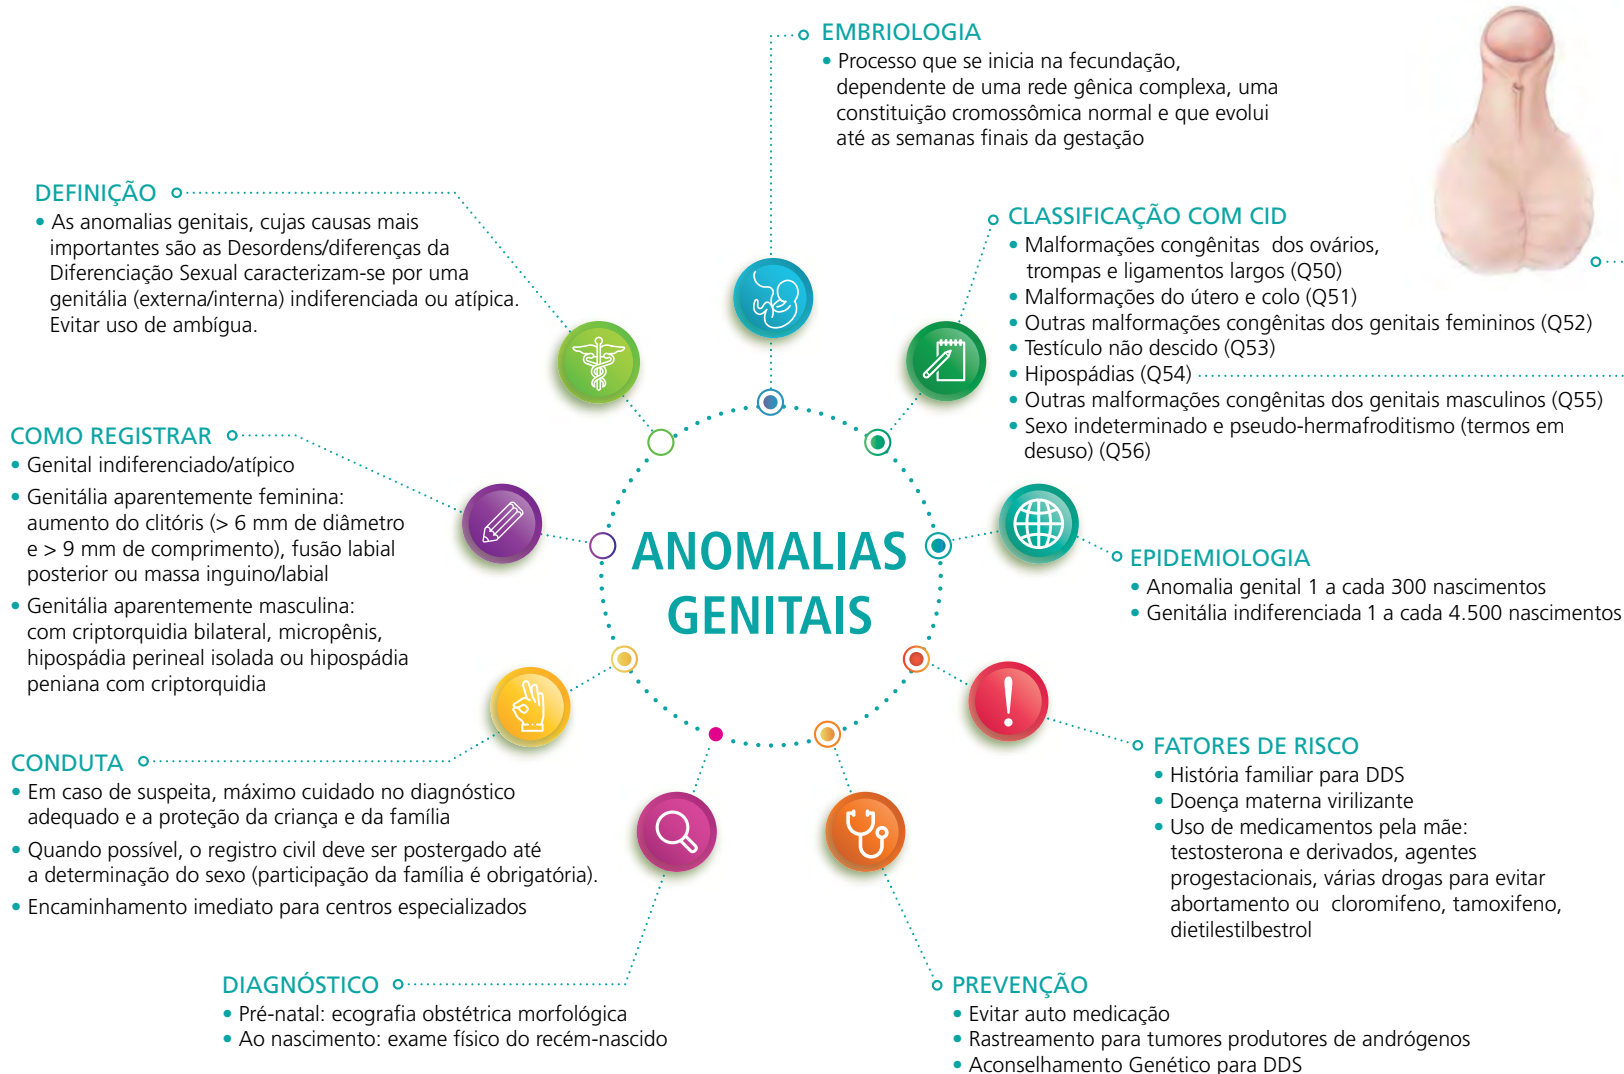 EMBRIOLOGIA
• Processo que se inicia na fecundação,
dependente de uma rede gênica complexa, uma
constituição cromossômica normal e que evolui
até as semanas finais da gestação
DEFINIÇÃO
• As anomalias genitais, cujas causas mais
importantes são as Desordens/diferenças da
Diferenciação Sexual caracterizam-se por uma
genitália (externa/interna) indiferenciada ou atípica.
Evitar uso de ambígua.
CLASSIFICAÇÃO COM CID
• Malformações congênitas dos ovários,
trompas e ligamentos largos (Q50)
• Malformações do útero e colo (Q51)
• Outras malformações congênitas dos genitais femininos (Q52)
• Testículo não descido (Q53)
• Hipospádias (Q54)
• Outras malformações congênitas dos genitais masculinos (Q55)
• Sexo indeterminado e pseudo-hermafroditismo (termos em
desuso) (Q56)
COMO REGISTRAR
• Genital indiferenciado/atípico
• Genitália aparentemente feminina:
aumento do clitóris (> 6 mm de diâmetro
e > 9 mm de comprimento), fusão labial
posterior ou massa inguino/labial
• Genitália aparentemente masculina:
com criptorquidia bilateral, micropênis,
hipospádia perineal isolada ou hipospádia
peniana com criptorquidia
ANOMALIAS
GENITAIS
EPIDEMIOLOGIA
• Anomalia genital 1 a cada 300 nascimentos
• Genitália indiferenciada 1 a cada 4.500 nascimentos
CONDUTA
• Em caso de suspeita, máximo cuidado no diagnóstico
adequado e a proteção da criança e da família
• Quando possível, o registro civil deve ser postergado até
a determinação do sexo (participação da família é obrigatória).
• Encaminhamento imediato para centros especializados
FATORES DE RISCO
• História familiar para DDS
• Doença materna virilizante
• Uso de medicamentos pela mãe:
testosterona e derivados, agentes
progestacionais, várias drogas para evitar
abortamento ou cloromifeno, tamoxifeno,
dietilestilbestrol
DIAGNÓSTICO
• Pré-natal: ecografia obstétrica morfológica
• Ao nascimento: exame físico do recém-nascido
PREVENÇÃO
• Evitar auto medicação
• Rastreamento para tumores produtores de andrógenos
• Aconselhamento Genético para DDS